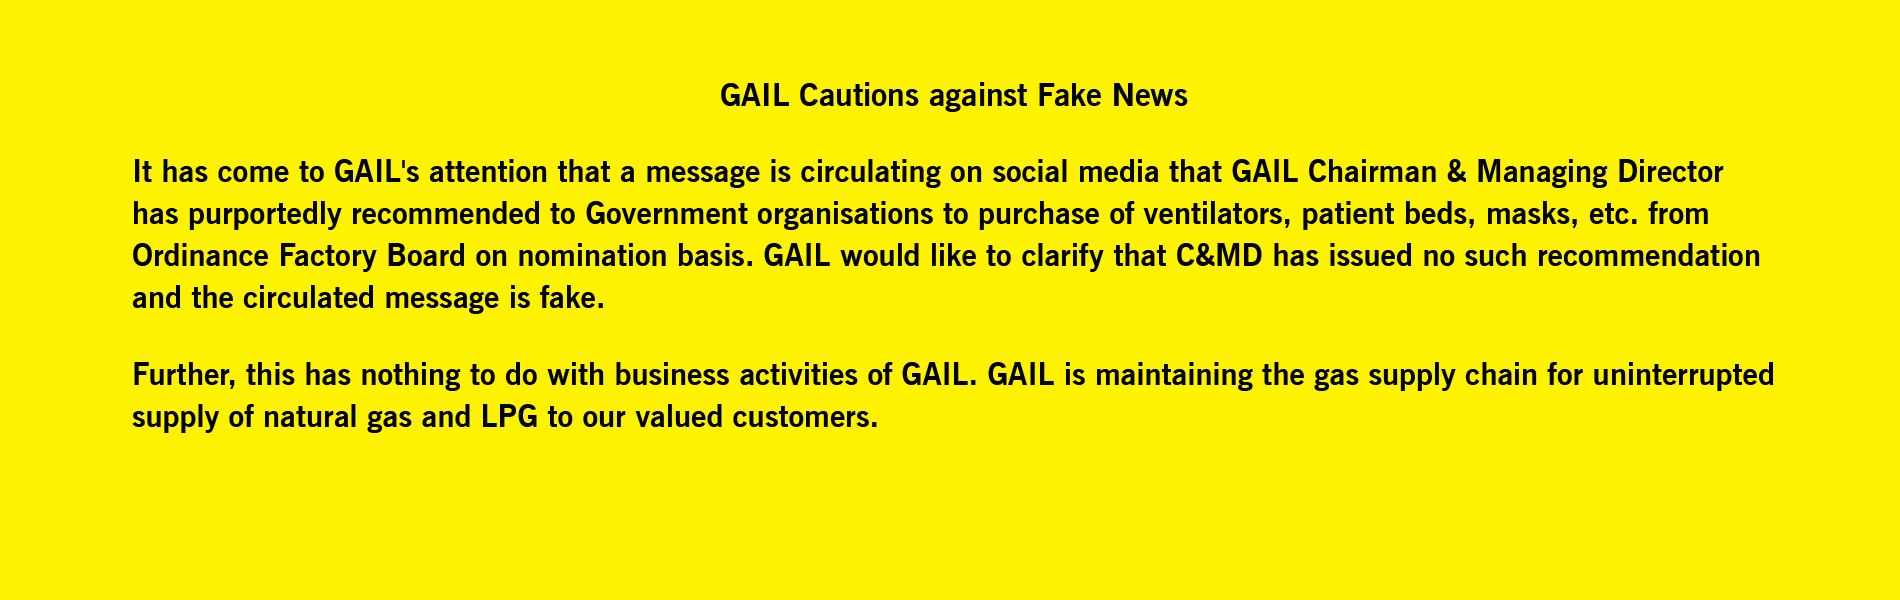 GAIL Cautions against Fake News
It has come to GAIL's attention that a message is circulating on social media that GAIL Chairman & Managing Director
has purportedly recommended to Government organisations to purchase of ventilators, patient beds, masks, etc. from
Ordinance Factory Board on nomination basis. GAIL would like to clarify that C&MD has issued no such recommendation
and the circulated message is fake.
Further, this has nothing to do with business activities of GAIL. GAIL is maintaining the gas supply chain for uninterrupted
supply of natural gas and LPG to our valued customers.